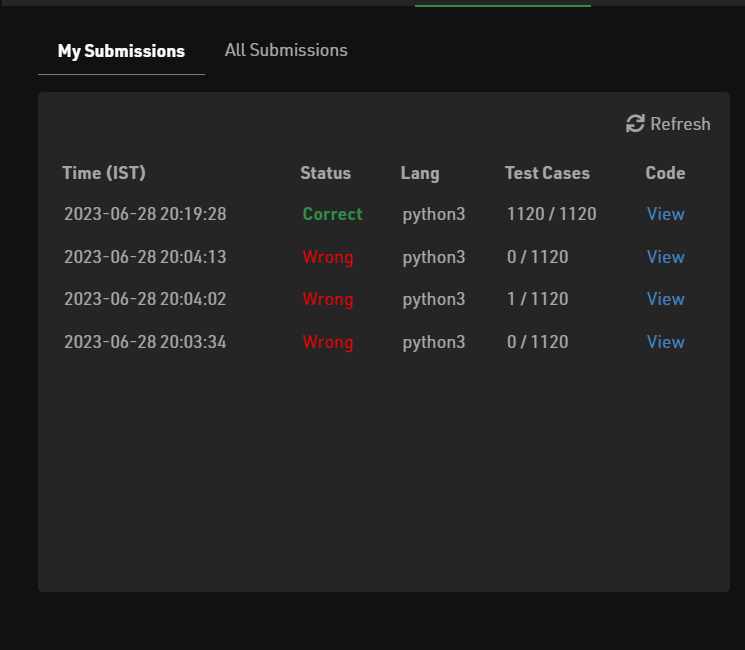 My Submissions All Submissions
Refresh
Time (IST) Status Lang Test Cases Code
2023-06-28 20:19:28 Correct python3 1120 / 1120 View
2023-06-28 20:04:13 Wrong python3 0 / 1120 View
2023-06-28 20:04:02 Wrong python3 1 / 1120 View
2023-06-28 20:03:34 Wrong python3 0 / 1120 View